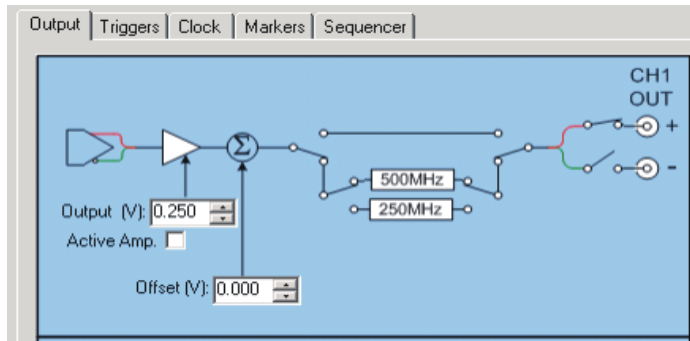 Output Triggers Clock Markers Sequencer
CH1
OUT
+
Σ
500MHz
-
250MHz
Output (V): 0.250
Active Amp.
Offset (V): 0.000